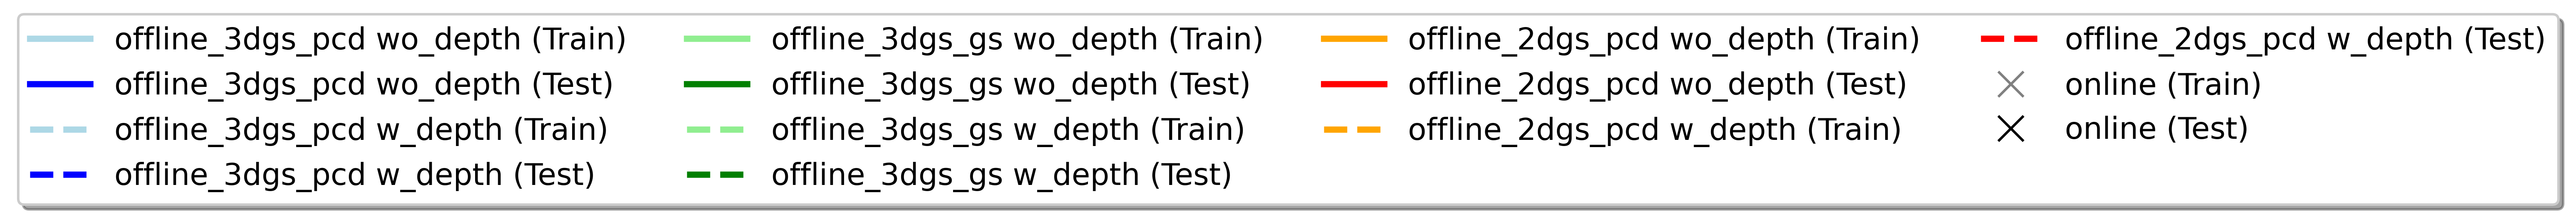 offline_3dgs_pcd wo_depth (Train)
offline_3dgs_pcd wo_depth (Test)
offline_3dgs_pcd w_depth (Train)
offline_3dgs_pcd w_depth (Test)
offline_3dgs_gs wo_depth (Train)
offline_3dgs_gs wo_depth (Test)
offline_3dgs_gs w_depth (Train)
offline_3dgs_gs w_depth (Test)
offline_2dgs_pcd wo_depth (Train)
offline_2dgs_pcd wo_depth (Test)
offline_2dgs_pcd w_depth (Train)
offline_2dgs_pcd w_depth (Test)
online (Train)
online (Test)